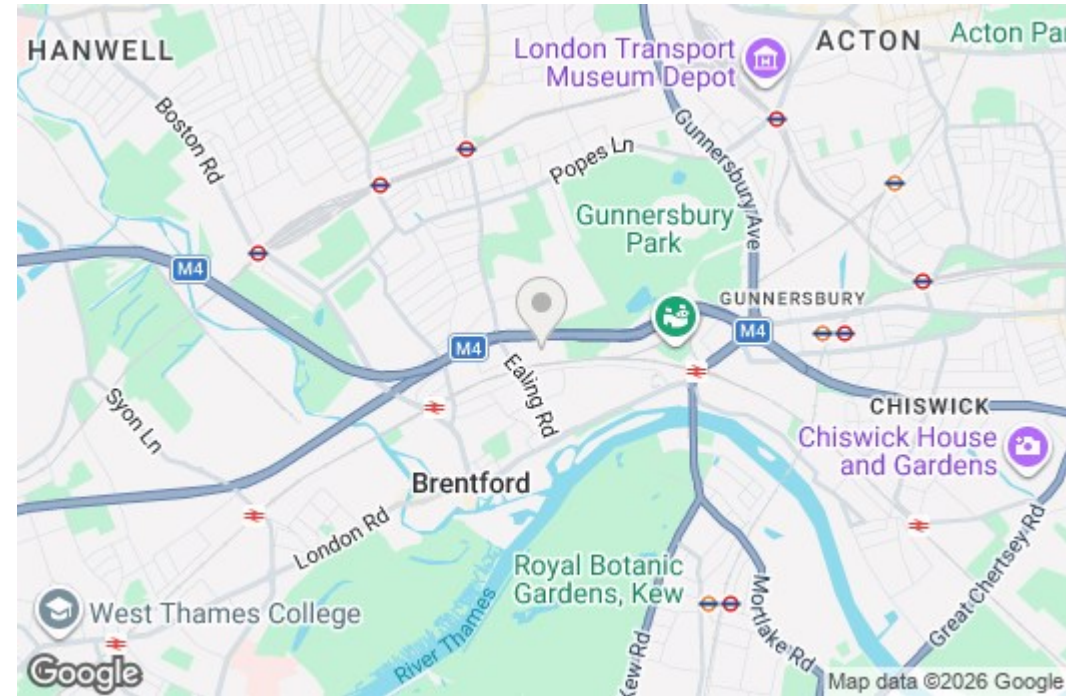 HANWELL
London Transport
Museum Depot
ACTON
Acton Par
Boston Rd
Popes Ln
Gunnersbury Ave
Gunnersbury
Park
M4
GUNNERSBURY
M4
M4
Ealing Rd
Syon Ln
CHISWICK
Chiswick House
and Gardens
Brentford
London Rd
Royal Botanic
Gardens, Kew
Great Chertsey Rd
Mortlake Rd
West Thames College
River Thames
Kew Rd
Google
Map data ©2026 Google